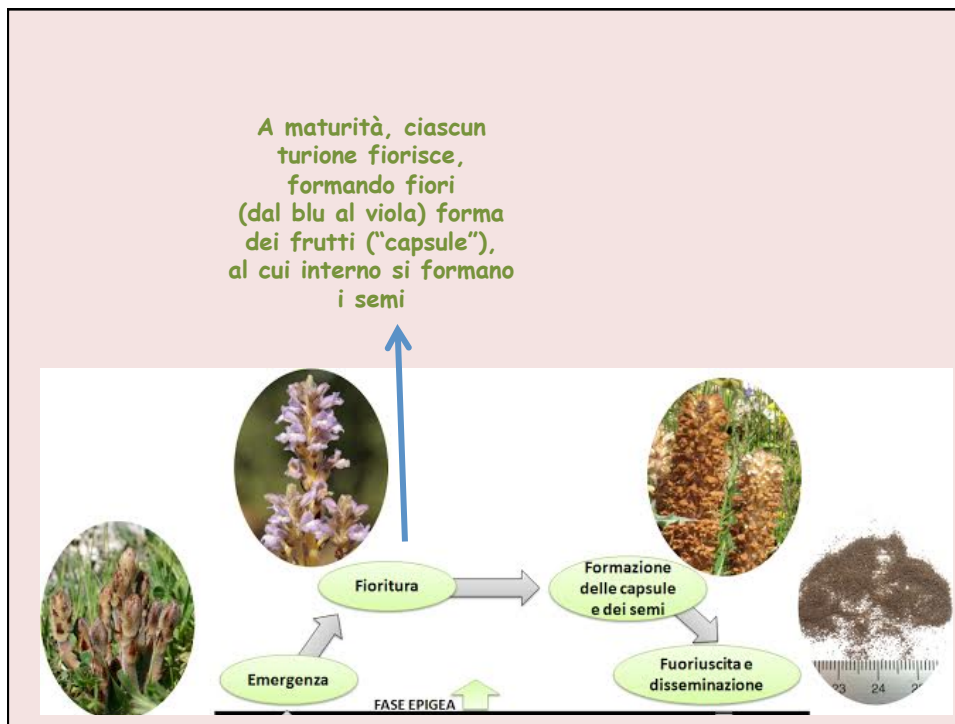 A maturità, ciascun
turione fiorisce,
formando fiori
(dal blu al viola) forma
dei frutti (“capsule”),
al cui interno si formano
i semi
Fioritura
Formazione
delle capsule
e dei semi
Emergenza
Fuoriuscita e
disseminazione
FASE EPIGEA
23 24